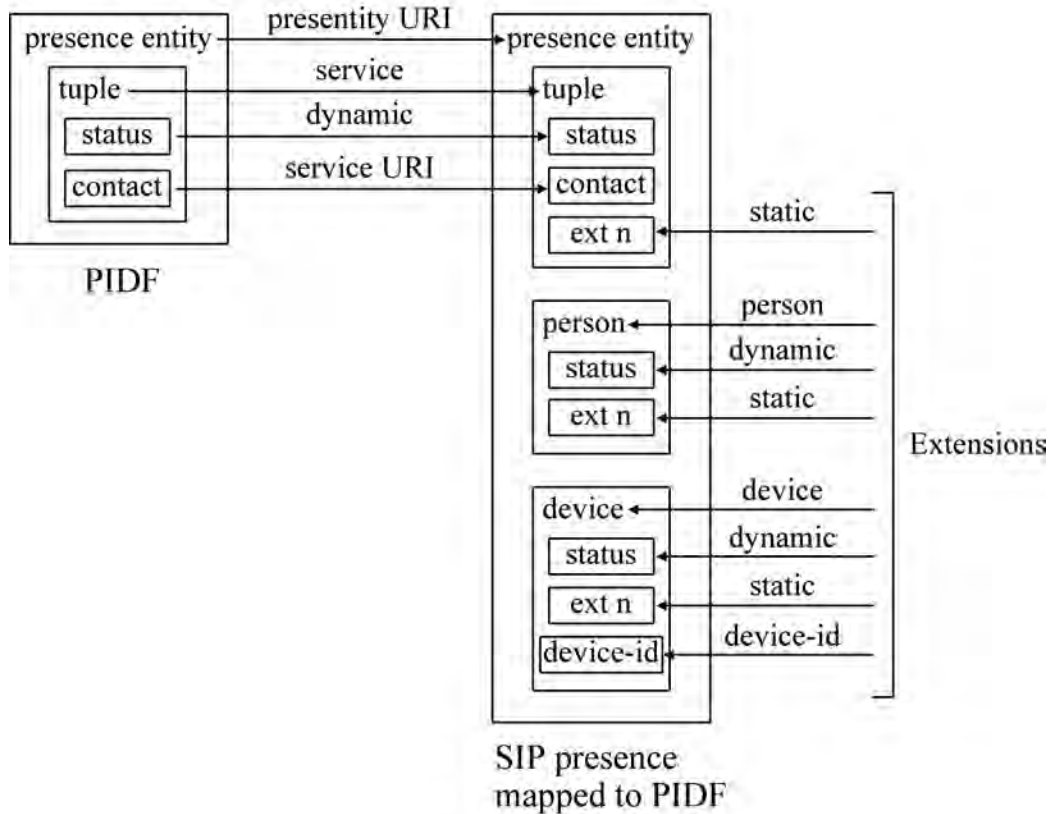 presence entity
presentity URI
presence entity
tuple
service
tuple
status
dynamic
status
contact
service URI
contact
ext n
static
PIDF
person
person
status
dynamic
ext n
static
Extensions
device
device
status
dynamic
ext n
static
device-id
device-id
SIP presence
mapped to PIDF